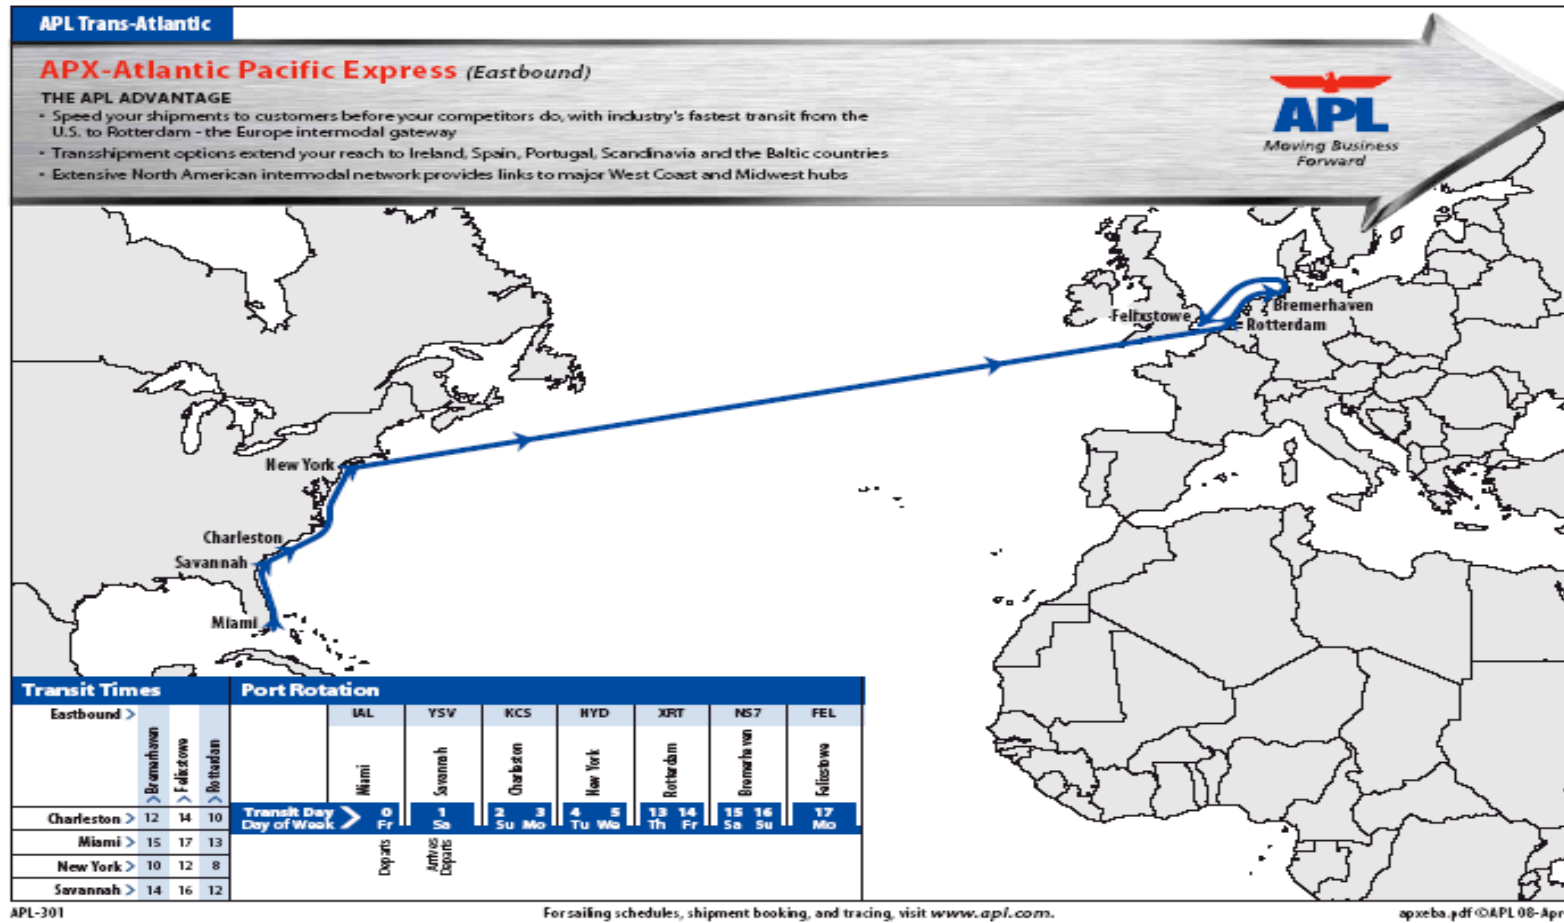 APL Trans-Atlantic
APX-Atlantic Pacific Express (Eastbound)
THE APL ADVANTAGE
• Speed your shipments to customers before your competitors do, with industry's fastest transit from the
U.S. to Rotterdam - the Europe intermodal gateway
• Transshipment options extend your reach to Ireland, Spain, Portugal, Scandinavia and the Baltic countries
• Extensive North American intermodal network provides links to major West Coast and Midwest hubs
APL
Moving Business
Forward
Felixstowe
Bremerhaven
Rotterdam
New York
Charleston
Savannah
Miami
Transit Times
Eastbound >
> Bremerhaven
> Felixstowe
> Rotterdam
Charleston > 12 14 10
Miami > 15 17 13
New York > 10 12 8
Savannah > 14 16 12
Port Rotation
IAL YSV KCS NYD XRT NS7 FEL
Miami Savannah Charleston New York Rotterdam Bremerhaven Felixstowe
Transit Day > 0 1 2 3 4 5 13 14 15 16 17
Day of Week Fr Sa Su Mo Tu We Th Fr Sa Su Mo
Departs
Arrives
Departs
APL-301
For sailing schedules, shipment booking, and tracing, visit www.apl.com.
apxeba.pdf ©APL 08-Apr